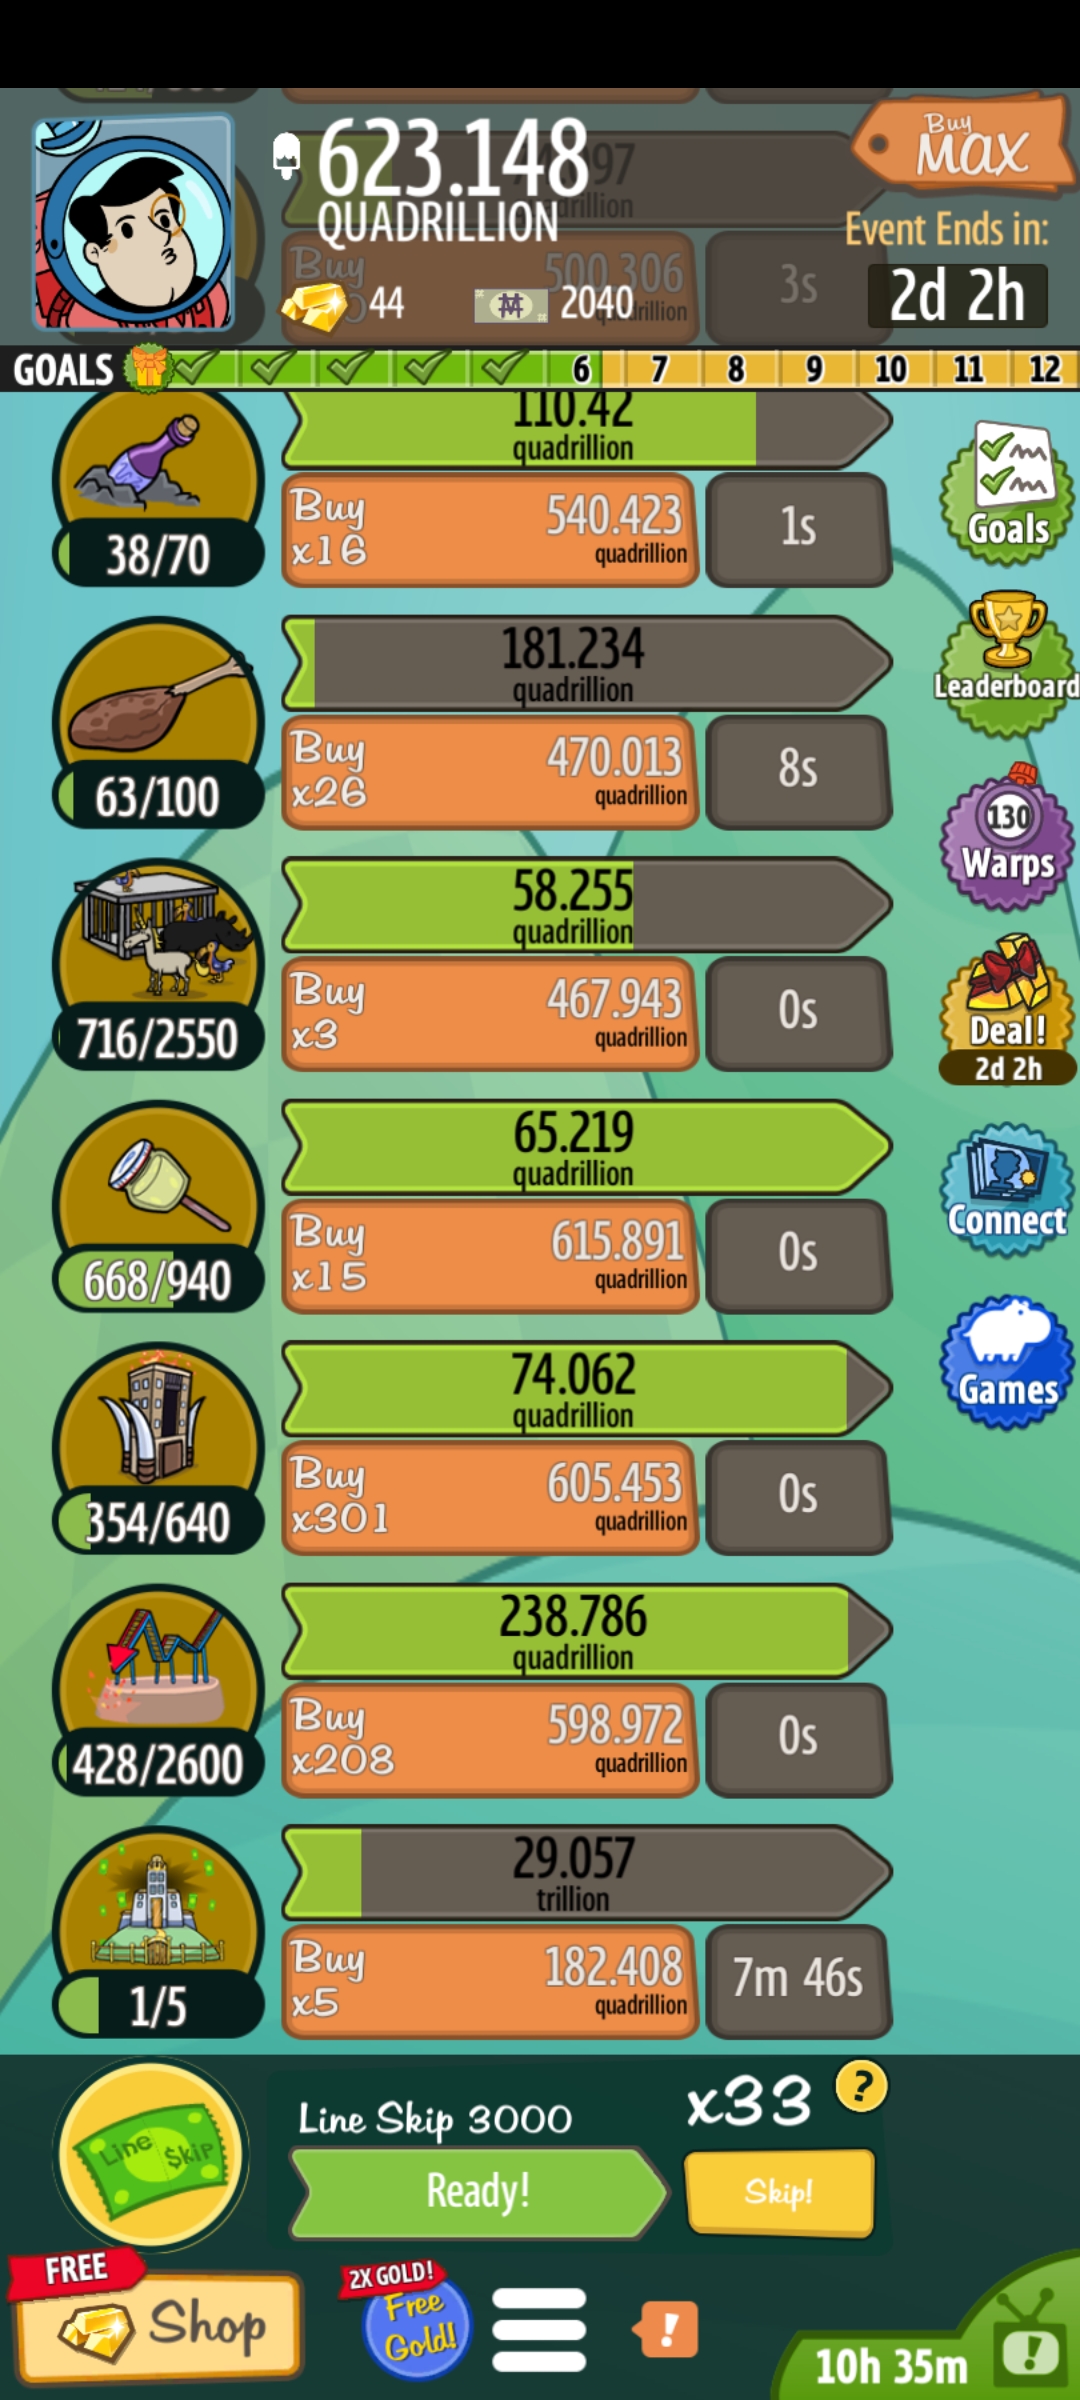 623.148
QUADRILLION
Buy
MAX
Event Ends in:
Buy
500.306
3s
44
2040
2d 2h
GOALS
6
7
8
9
10
11
12
110.42
quadrillion
Buy
x16
540.423
quadrillion
1s
38/70
Goals
181.234
quadrillion
Buy
x26
470.013
quadrillion
8s
63/100
Leaderboard
58.255
quadrillion
Buy
x3
467.943
quadrillion
0s
716/2550
130
Warps
Deal!
2d 2h
65.219
quadrillion
Buy
x15
615.891
quadrillion
0s
668/940
Connect
74.062
quadrillion
Buy
x301
605.453
quadrillion
0s
354/640
Games
238.786
quadrillion
Buy
x208
598.972
quadrillion
0s
428/2600
29.057
trillion
Buy
x5
182.408
quadrillion
7m 46s
1/5
Line $kip
Line Skip 3000
x33
?
Ready!
Skip!
FREE
Shop
2X GOLD!
Free
Gold!
!
10h 35m
!